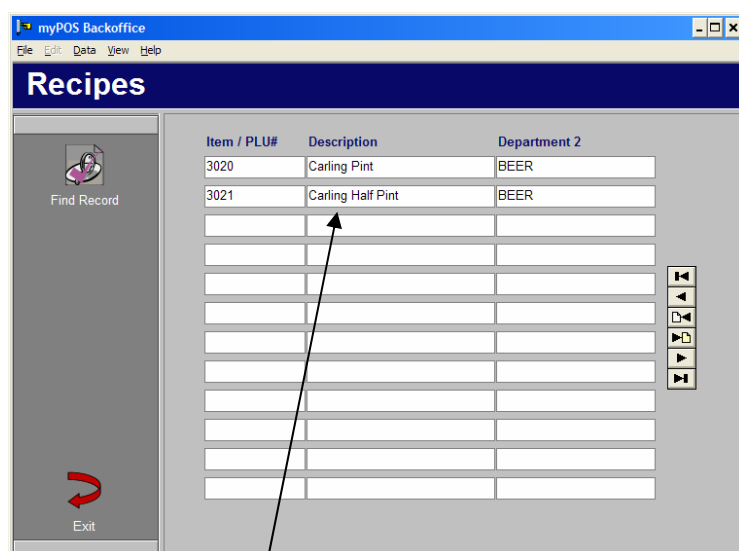 myPOS Backoffice
File Edit Data View Help
Recipes
Item / PLU# Description Department 2
3020 Carling Pint BEER
3021 Carling Half Pint BEER
Find Record
Exit